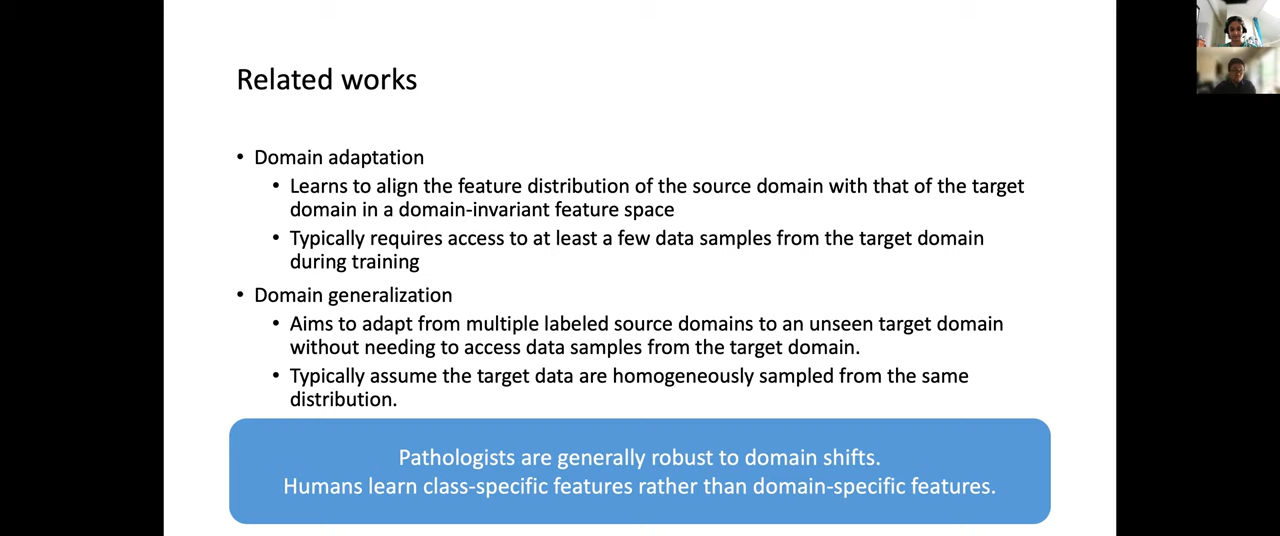 Related works
• Domain adaptation
• Learns to align the feature distribution of the source domain with that of the target
domain in a domain-invariant feature space
• Typically requires access to at least a few data samples from the target domain
during training
• Domain generalization
• Aims to adapt from multiple labeled source domains to an unseen target domain
without needing to access data samples from the target domain.
• Typically assume the target data are homogeneously sampled from the same
distribution.
Pathologists are generally robust to domain shifts.
Humans learn class-specific features rather than domain-specific features.